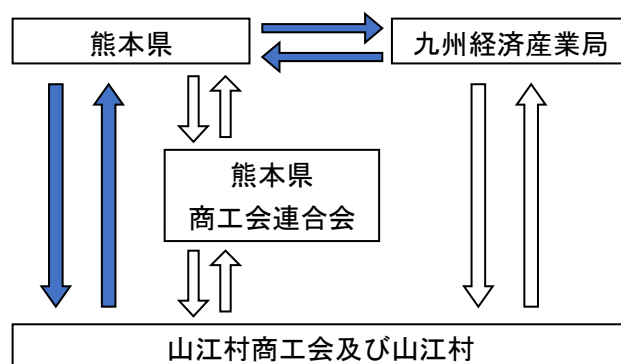 熊本県
九州経済産業局
熊本県
商工会連合会
山江村商工会及び山江村